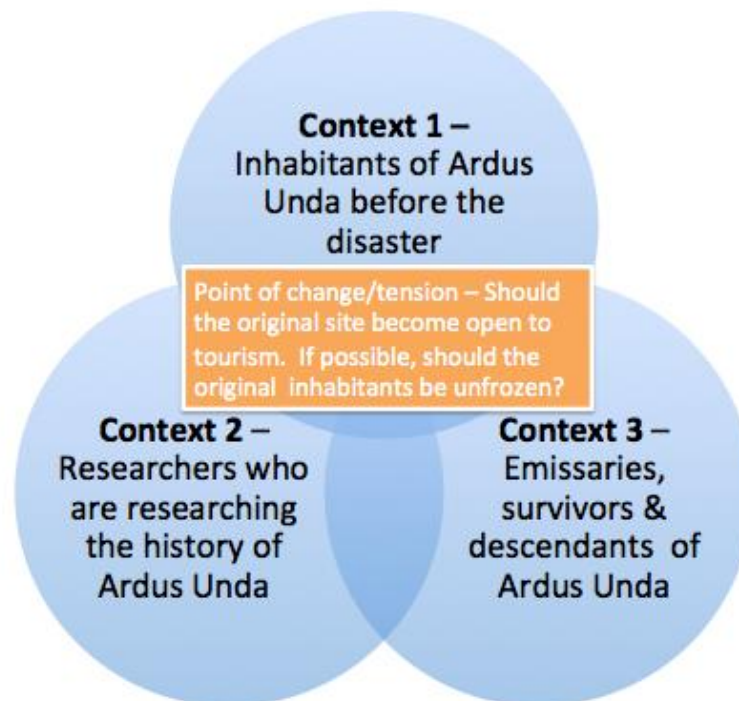 Context 1 –
Inhabitants of Ardus
Unda before the
disaster
Point of change/tension – Should
the original site become open to
tourism.  If possible, should the
original  inhabitants be unfrozen?
Context 2 –
Researchers who
are researching
the history of
Ardus Unda
Context 3 –
Emissaries,
survivors &
descendants  of
Ardus Unda